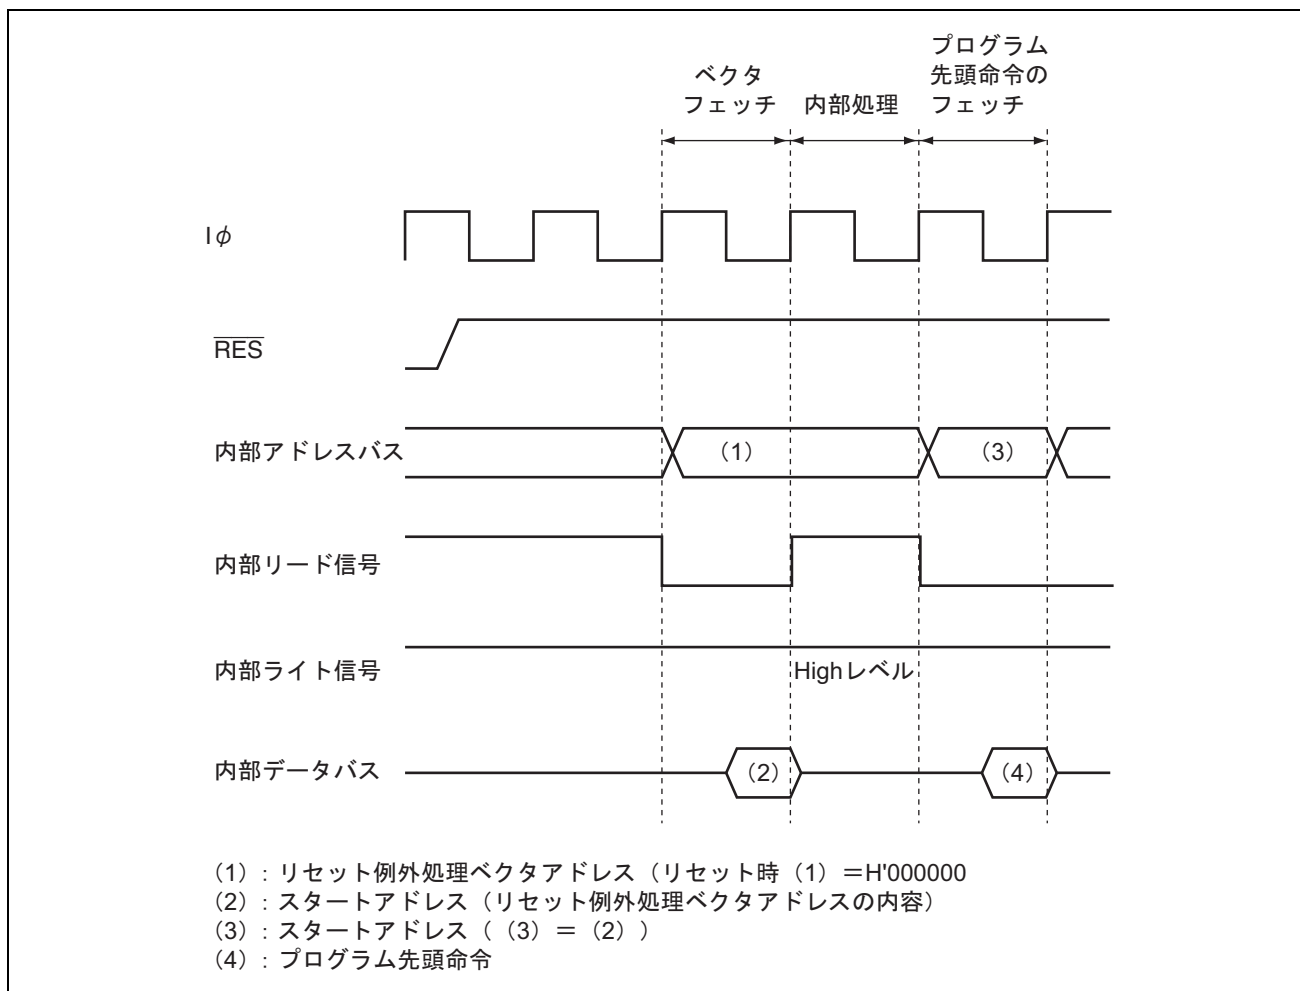 プログラム
先頭命令の
フェッチ
ベクタ
フェッチ
内部処理
Iφ
RES
内部アドレスバス
(1)
(3)
内部リード信号
内部ライト信号
Highレベル
内部データバス
(2)
(4)
(1):リセット例外処理ベクタアドレス(リセット時(1)=H'000000
(2):スタートアドレス(リセット例外処理ベクタアドレスの内容)
(3):スタートアドレス((3)=(2))
(4):プログラム先頭命令